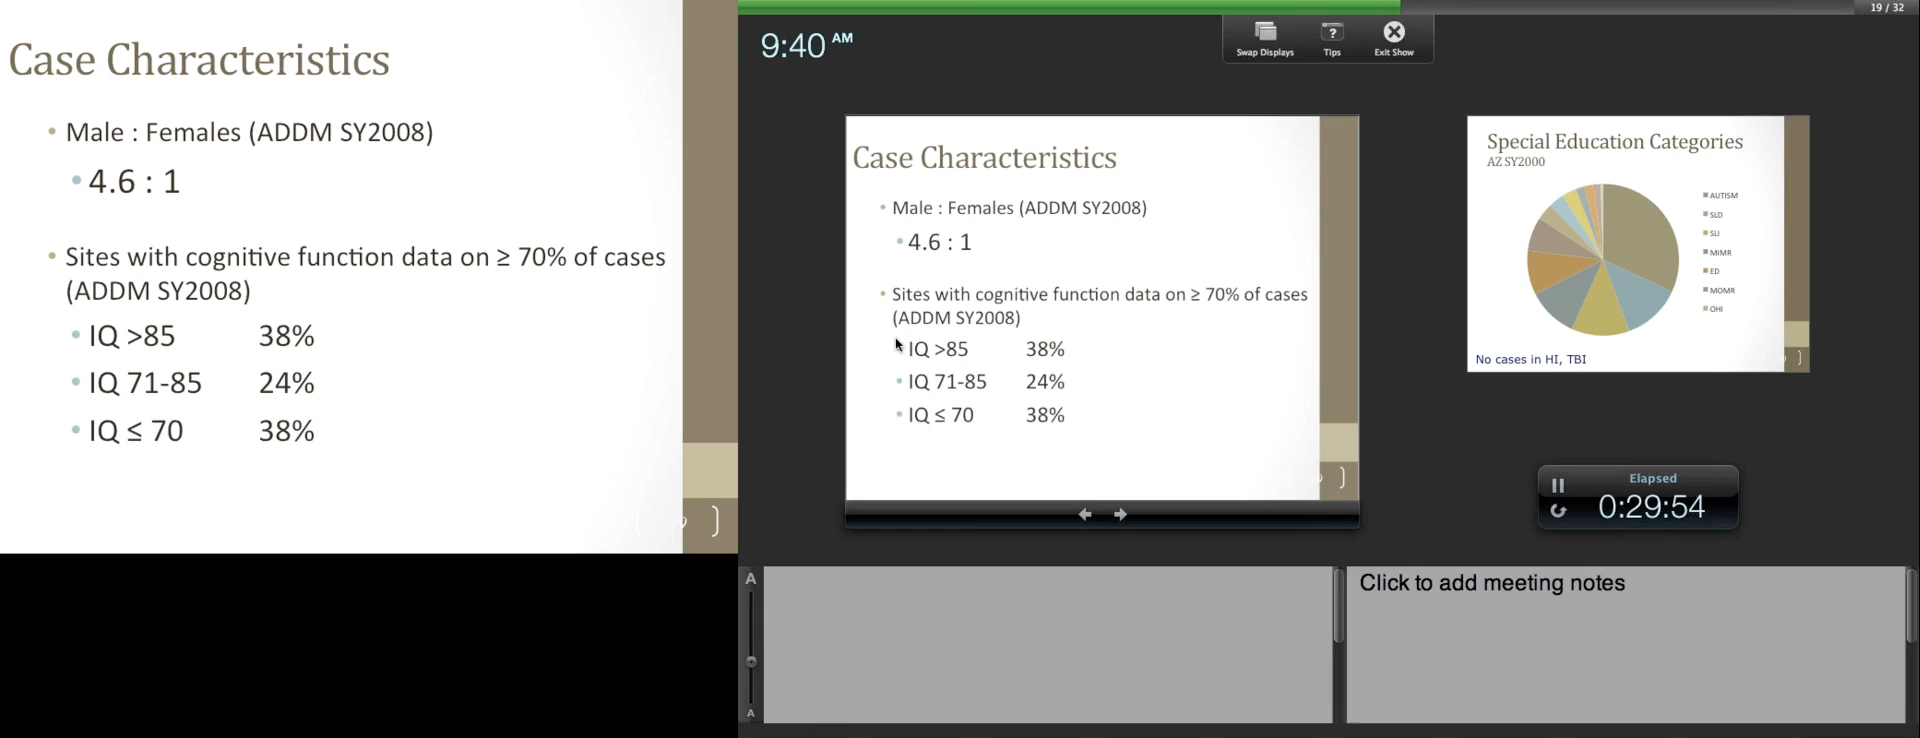 Case Characteristics
• Male : Females (ADDM SY2008)
• 4.6 : 1
• Sites with cognitive function data on ≥ 70% of cases
(ADDM SY2008)
• IQ >85 38%
• IQ 71-85 24%
• IQ ≤ 70 38%
19 / 32
9:40 AM
Swap Displays
Tips
Exit Show
Case Characteristics
• Male : Females (ADDM SY2008)
• 4.6 : 1
• Sites with cognitive function data on ≥ 70% of cases
(ADDM SY2008)
IQ >85 38%
• IQ 71-85 24%
• IQ ≤ 70 38%
Special Education Categories
AZ SY2000
AUTISM
SLD
SLI
MIMR
ED
MOMR
OHI
No cases in HI, TBI
Elapsed
0:29:54
A
A
Click to add meeting notes